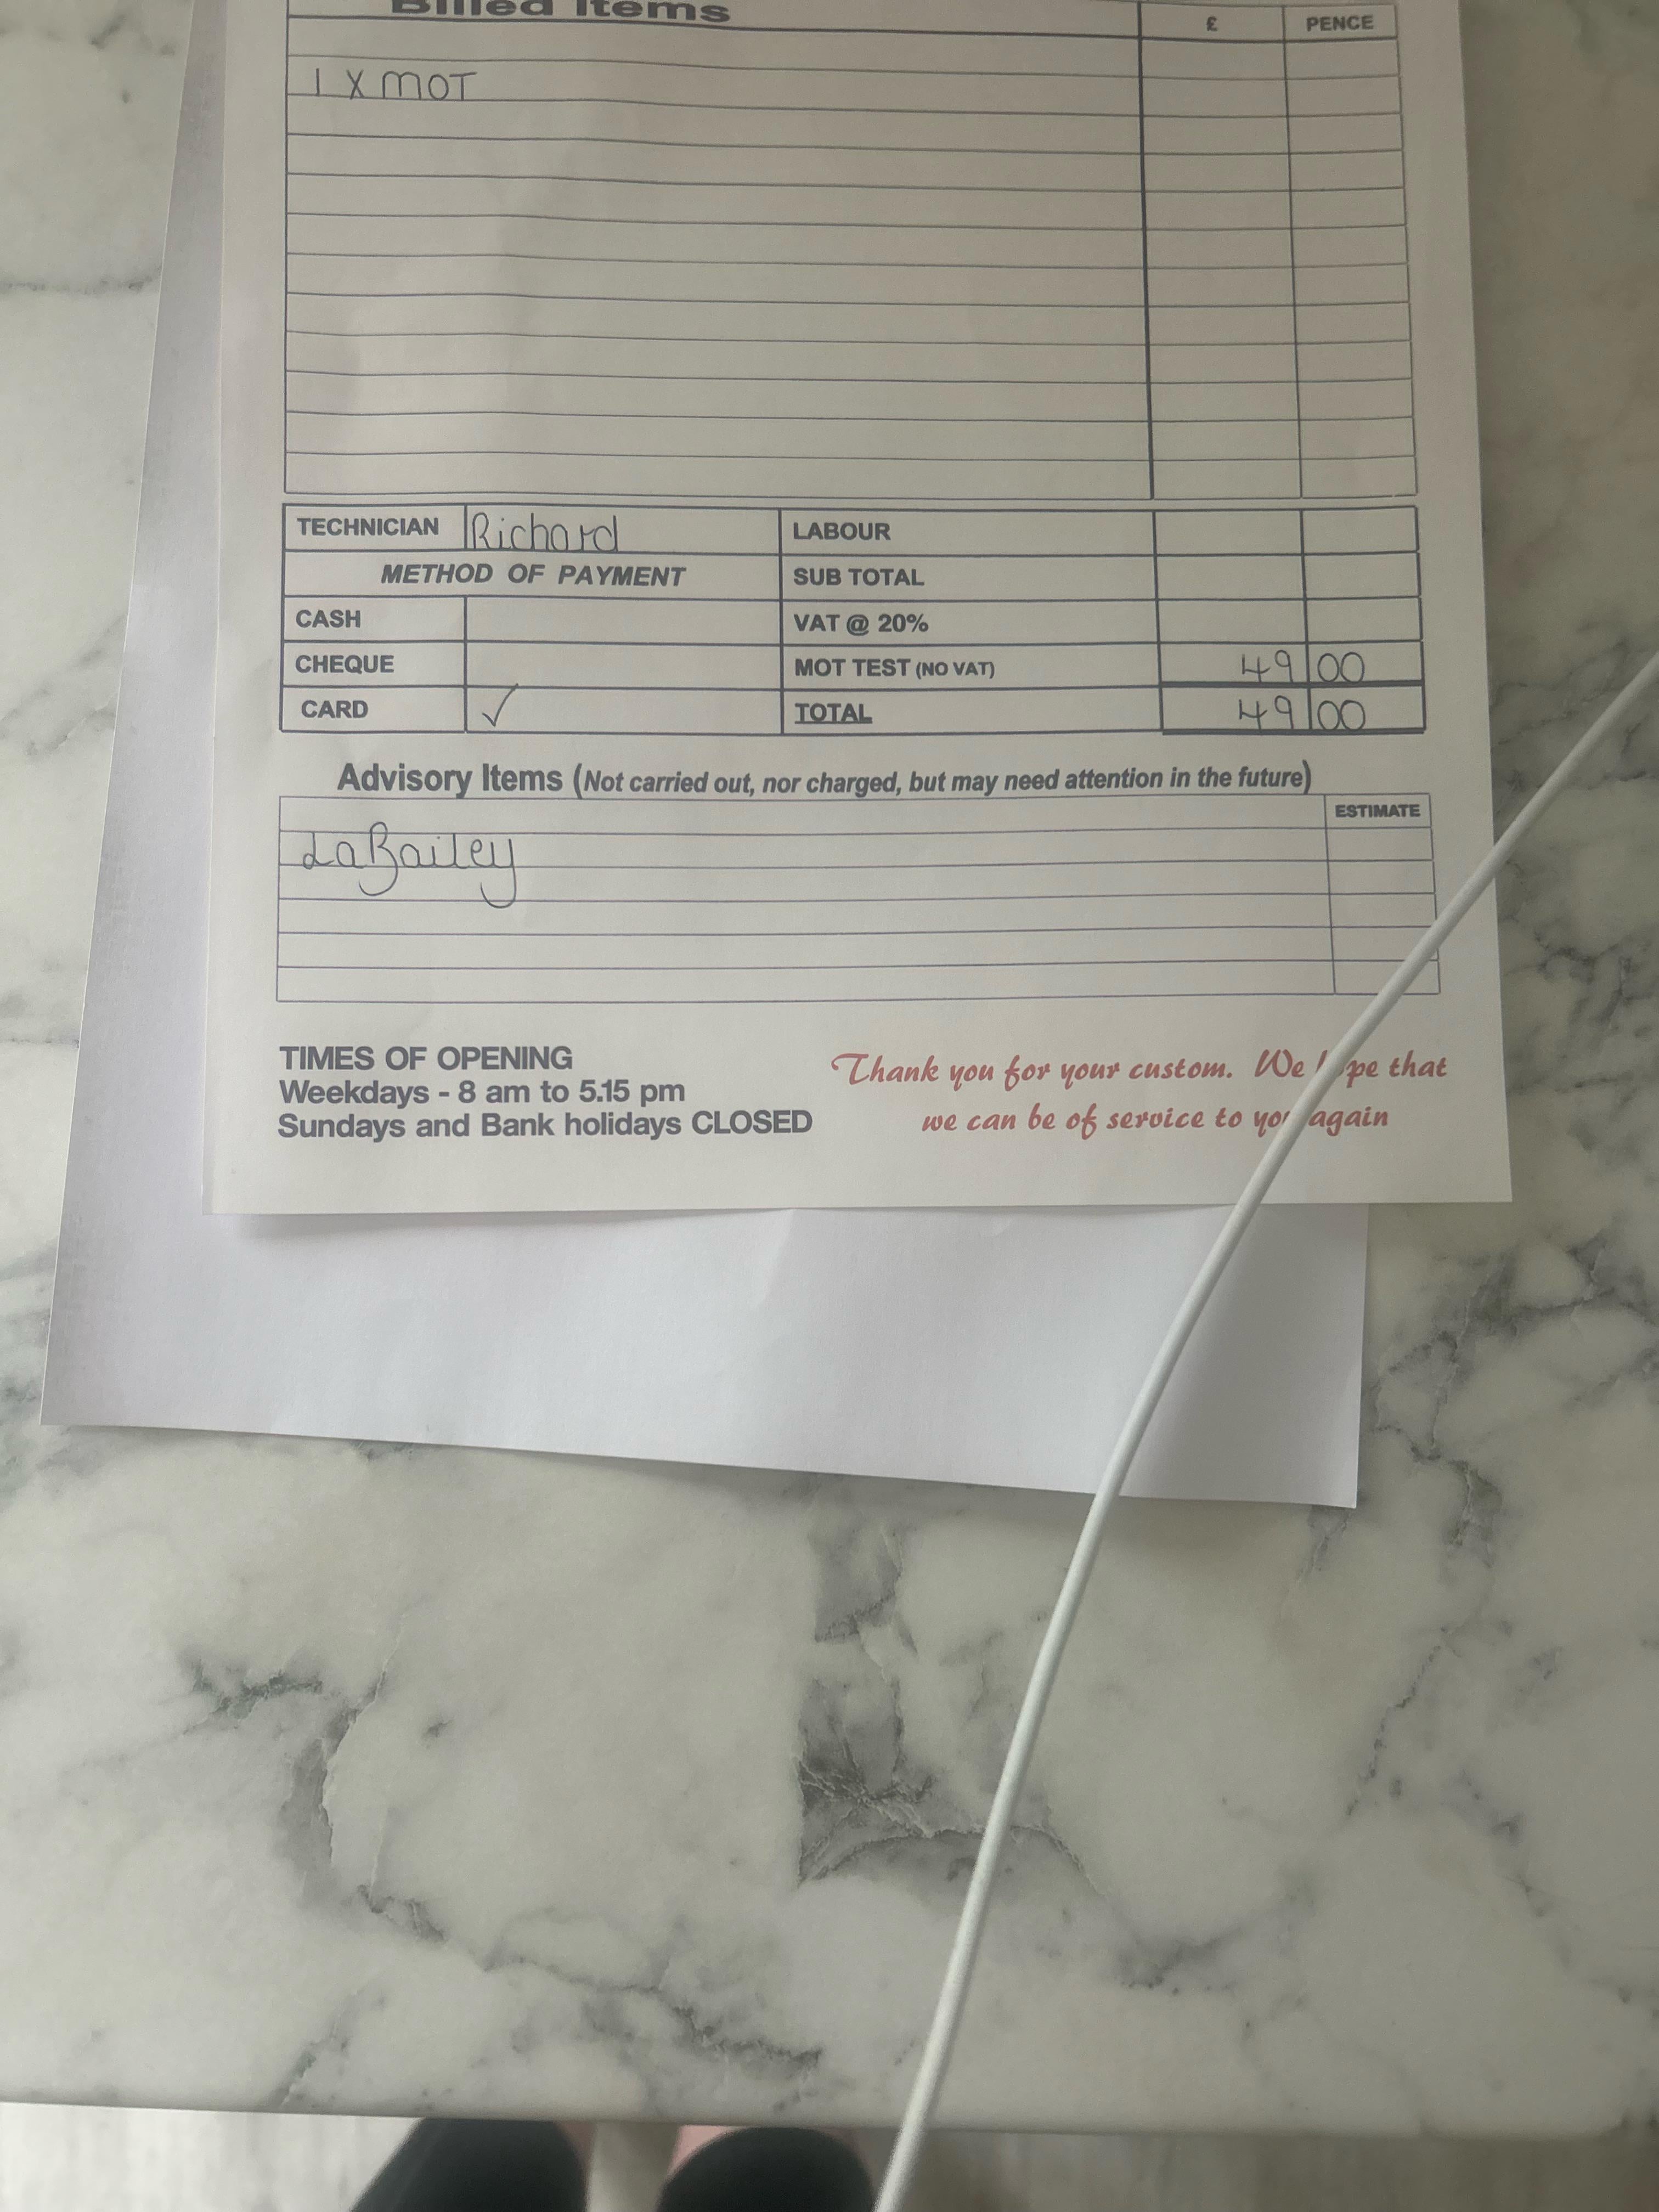 Billed Items
£ PENCE
1 X MOT
TECHNICIAN Richard LABOUR
METHOD OF PAYMENT SUB TOTAL
CASH VAT @ 20%
CHEQUE MOT TEST (NO VAT) 49 00
CARD ✓ TOTAL 49 00
Advisory Items (Not carried out, nor charged, but may need attention in the future)
ESTIMATE
LaBailey
TIMES OF OPENING
Weekdays - 8 am to 5.15 pm
Sundays and Bank holidays CLOSED
Thank you for your custom. We hope that
we can be of service to you again